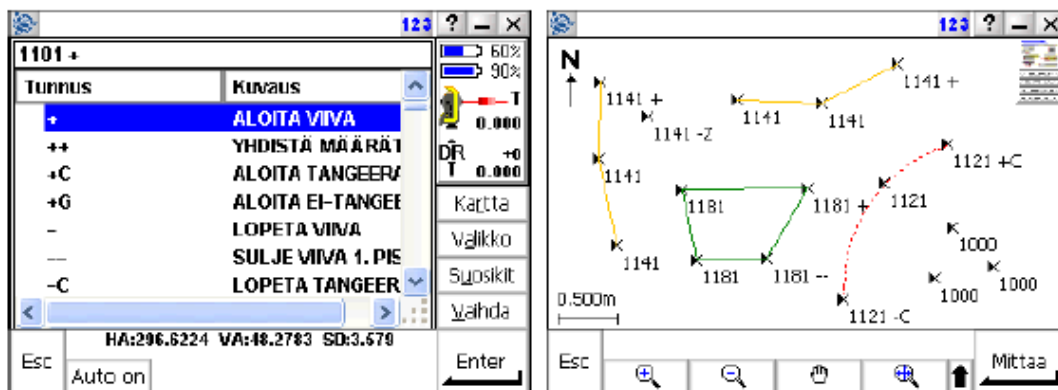 123 ? – ×
1101 +
60%
90%
Tunnus Kuvaus
+ ALOITA VIIVA
++ YHDISTÄ MÄÄRÄT
+C ALOITA TANGEERA
+G ALOITA EI-TANGEE
- LOPETA VIIVA
-- SULJE VIIVA 1. PIS
-C LOPETA TANGEER
T
0.000
DR +0
T 0.000
Kartta
Valikko
Suosikit
Vaihda
HA:296.6224 VA:48.2783 SD:3.579
Esc
Auto on
Enter
123 ? – ×
N
1141 +
1141 -Z
1141
1141
1141
1141
1141 +
1121 +C
1121
1121 -C
1181
1181 +
1181
1181 --
1000
1000
1000
0.500m
Esc
Mittaa